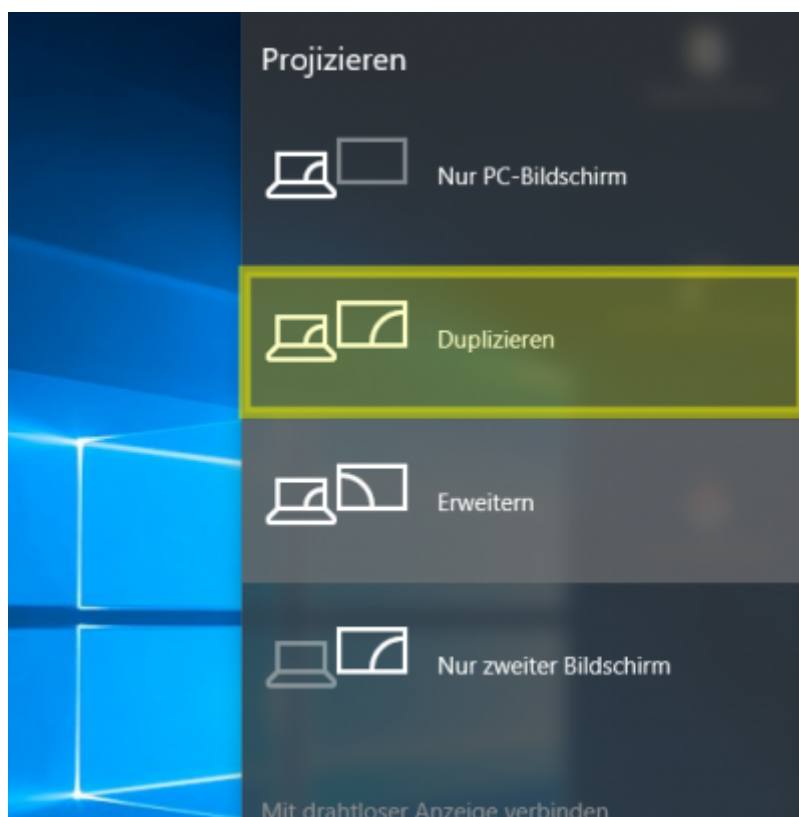 Projizieren
Nur PC-Bildschirm
Duplizieren
Erweitern
Nur zweiter Bildschirm
Mit drahtloser Anzeige verbinden